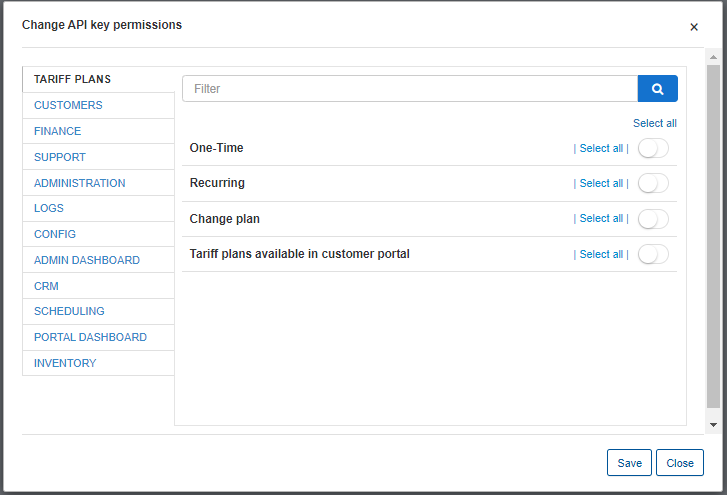 Change API key permissions
×
TARIFF PLANS
CUSTOMERS
FINANCE
SUPPORT
ADMINISTRATION
LOGS
CONFIG
ADMIN DASHBOARD
CRM
SCHEDULING
PORTAL DASHBOARD
INVENTORY
Filter
Select all
One-Time | Select all |
Recurring | Select all |
Change plan | Select all |
Tariff plans available in customer portal | Select all |
Save Close